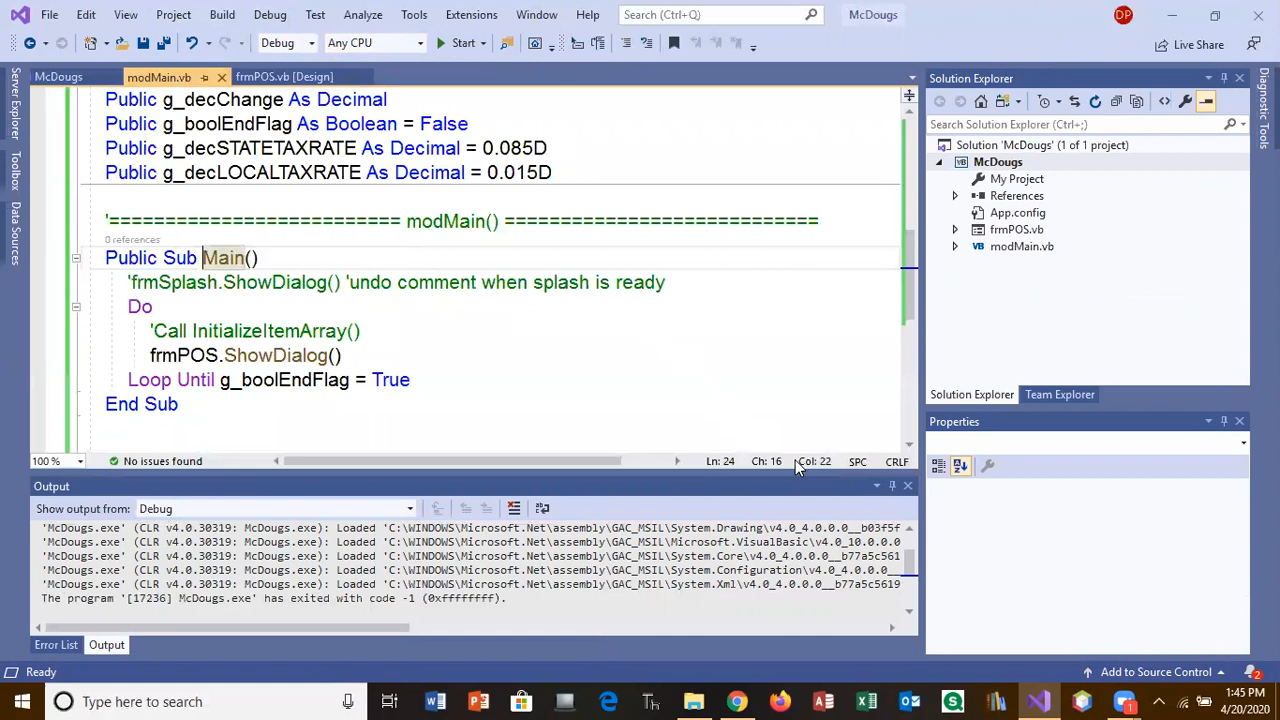 File Edit View Project Build Debug Test Analyze Tools Extensions Window Help Search (Ctrl+Q) McDougs DP
Debug Any CPU Start Live Share
McDougs modMain.vb frmPOS.vb [Design]
Server Explorer
Toolbox
Data Sources
Public g_decChange As Decimal
Public g_boolEndFlag As Boolean = False
Public g_decSTATETAXRATE As Decimal = 0.085D
Public g_decLOCALTAXRATE As Decimal = 0.015D
'========================== modMain() ============================
0 references
Public Sub Main()
'frmSplash.ShowDialog() 'undo comment when splash is ready
Do
'Call InitializeItemArray()
frmPOS.ShowDialog()
Loop Until g_boolEndFlag = True
End Sub
100 % No issues found Ln: 24 Ch: 16 Col: 22 SPC CRLF
Output
Show output from: Debug
'McDougs.exe' (CLR v4.0.30319: McDougs.exe): Loaded 'C:\WINDOWS\Microsoft.Net\assembly\GAC_MSIL\System.Drawing\v4.0_4.0.0.0__b03f5f
'McDougs.exe' (CLR v4.0.30319: McDougs.exe): Loaded 'C:\WINDOWS\Microsoft.Net\assembly\GAC_MSIL\Microsoft.VisualBasic\v4.0_10.0.0.0
'McDougs.exe' (CLR v4.0.30319: McDougs.exe): Loaded 'C:\WINDOWS\Microsoft.Net\assembly\GAC_MSIL\System.Core\v4.0_4.0.0.0__b77a5c561
'McDougs.exe' (CLR v4.0.30319: McDougs.exe): Loaded 'C:\WINDOWS\Microsoft.Net\assembly\GAC_MSIL\System.Configuration\v4.0_4.0.0.0__
'McDougs.exe' (CLR v4.0.30319: McDougs.exe): Loaded 'C:\WINDOWS\Microsoft.Net\assembly\GAC_MSIL\System.Xml\v4.0_4.0.0.0__b77a5c5619
The program '[17236] McDougs.exe' has exited with code -1 (0xffffffff).
Error List Output
Solution Explorer
Search Solution Explorer (Ctrl+;)
Solution 'McDougs' (1 of 1 project)
McDougs
My Project
References
App.config
frmPOS.vb
modMain.vb
Solution Explorer Team Explorer
Properties
Diagnostic Tools
Ready Add to Source Control 2
Type here to search 1:45 PM
4/20/2020